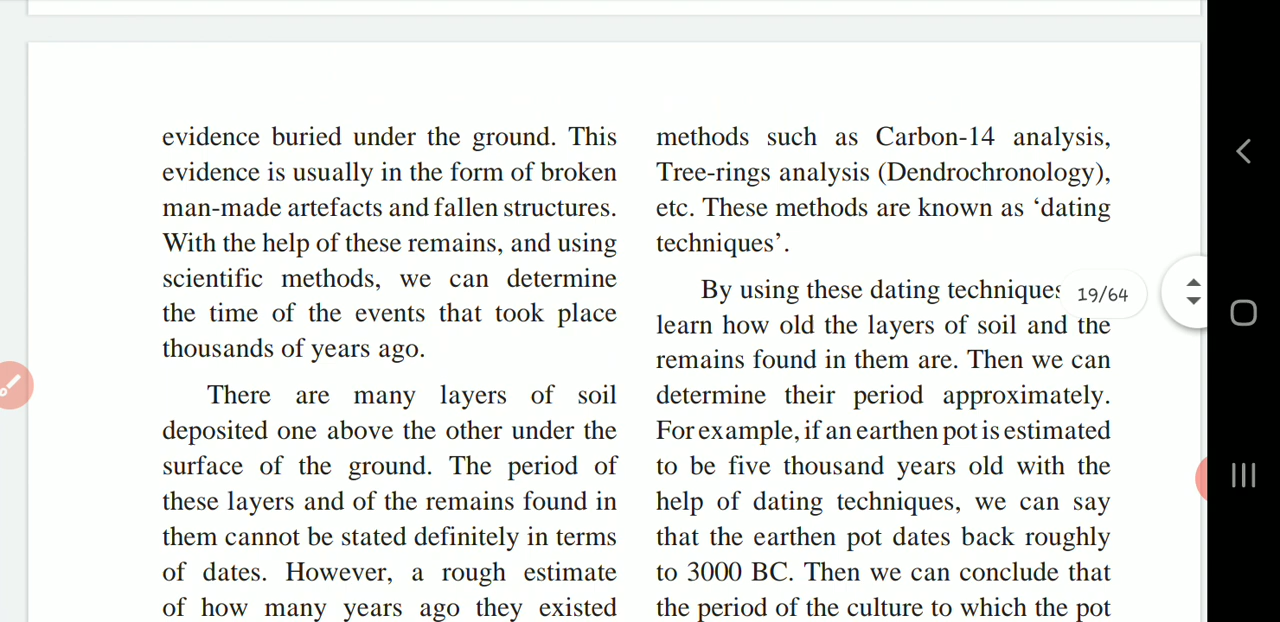 evidence buried under the ground. This
evidence is usually in the form of broken
man-made artefacts and fallen structures.
With the help of these remains, and using
scientific methods, we can determine
the time of the events that took place
thousands of years ago.
There are many layers of soil
deposited one above the other under the
surface of the ground. The period of
these layers and of the remains found in
them cannot be stated definitely in terms
of dates. However, a rough estimate
of how many years ago they existed
methods such as Carbon-14 analysis,
Tree-rings analysis (Dendrochronology),
etc. These methods are known as ‘dating
techniques’.
By using these dating techniques
learn how old the layers of soil and the
remains found in them are. Then we can
determine their period approximately.
For example, if an earthen pot is estimated
to be five thousand years old with the
help of dating techniques, we can say
that the earthen pot dates back roughly
to 3000 BC. Then we can conclude that
the period of the culture to which the pot
19/64